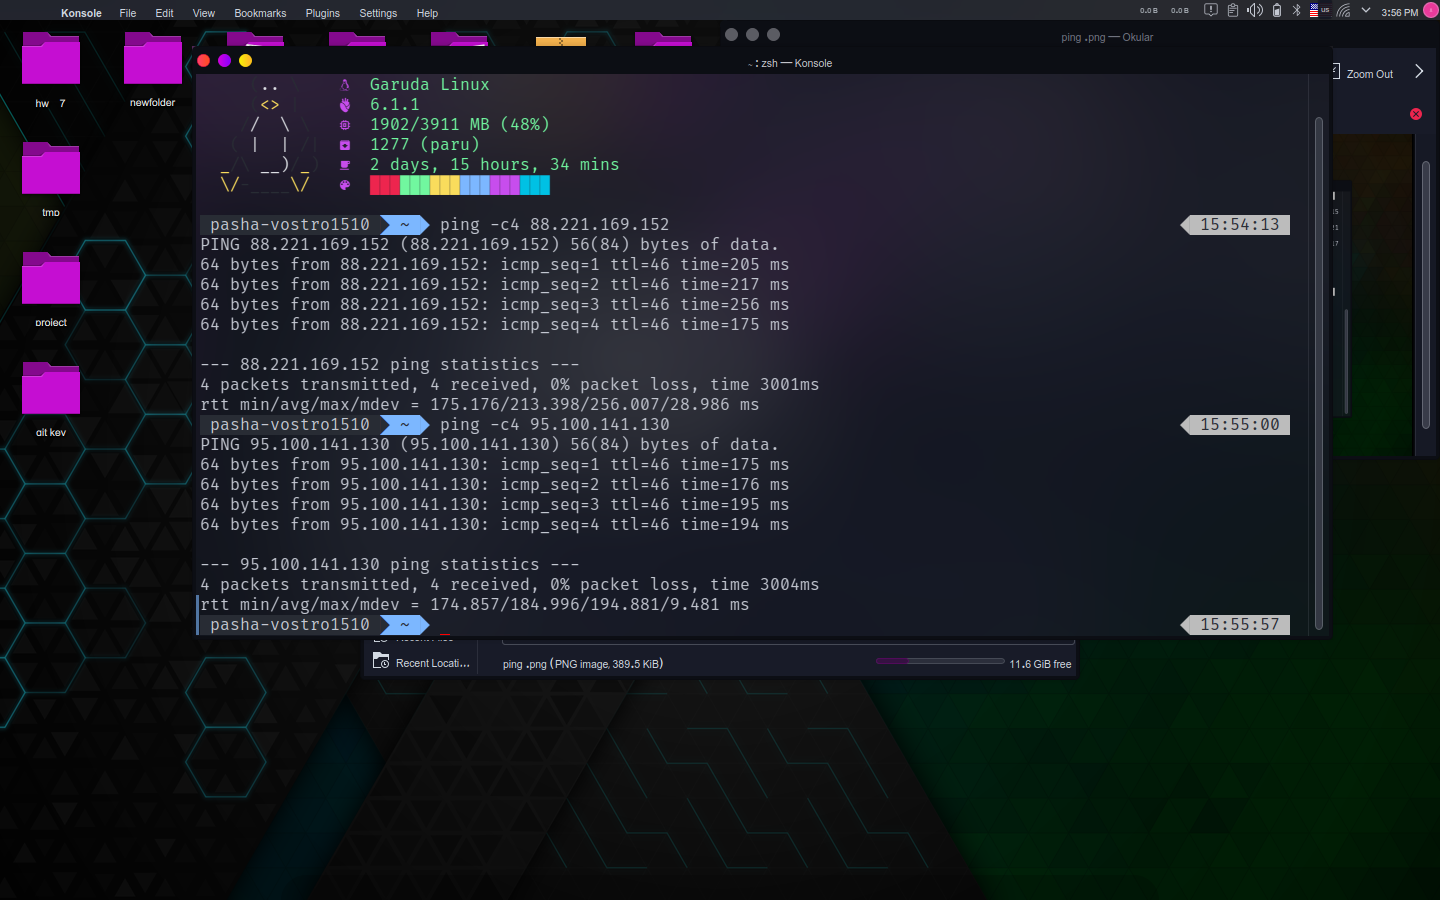 Konsole File Edit View Bookmarks Plugins Settings Help
0.0 B 0.0 B US 3:56 PM
ping .png — Okular
~ : zsh — Konsole
Zoom Out
hw 7
newfolder
tmp
project
git key
Garuda Linux
6.1.1
1902/3911 MB (48%)
1277 (paru)
2 days, 15 hours, 34 mins
pasha-vostro1510 ~ ping -c4 88.221.169.152 15:54:13
PING 88.221.169.152 (88.221.169.152) 56(84) bytes of data.
64 bytes from 88.221.169.152: icmp_seq=1 ttl=46 time=205 ms
64 bytes from 88.221.169.152: icmp_seq=2 ttl=46 time=217 ms
64 bytes from 88.221.169.152: icmp_seq=3 ttl=46 time=256 ms
64 bytes from 88.221.169.152: icmp_seq=4 ttl=46 time=175 ms
--- 88.221.169.152 ping statistics ---
4 packets transmitted, 4 received, 0% packet loss, time 3001ms
rtt min/avg/max/mdev = 175.176/213.398/256.007/28.986 ms
pasha-vostro1510 ~ ping -c4 95.100.141.130 15:55:00
PING 95.100.141.130 (95.100.141.130) 56(84) bytes of data.
64 bytes from 95.100.141.130: icmp_seq=1 ttl=46 time=175 ms
64 bytes from 95.100.141.130: icmp_seq=2 ttl=46 time=176 ms
64 bytes from 95.100.141.130: icmp_seq=3 ttl=46 time=195 ms
64 bytes from 95.100.141.130: icmp_seq=4 ttl=46 time=194 ms
--- 95.100.141.130 ping statistics ---
4 packets transmitted, 4 received, 0% packet loss, time 3004ms
rtt min/avg/max/mdev = 174.857/184.996/194.881/9.481 ms
pasha-vostro1510 ~ 15:55:57
Recent Locati... ping .png (PNG image, 389.5 KiB) 11.6 GiB free